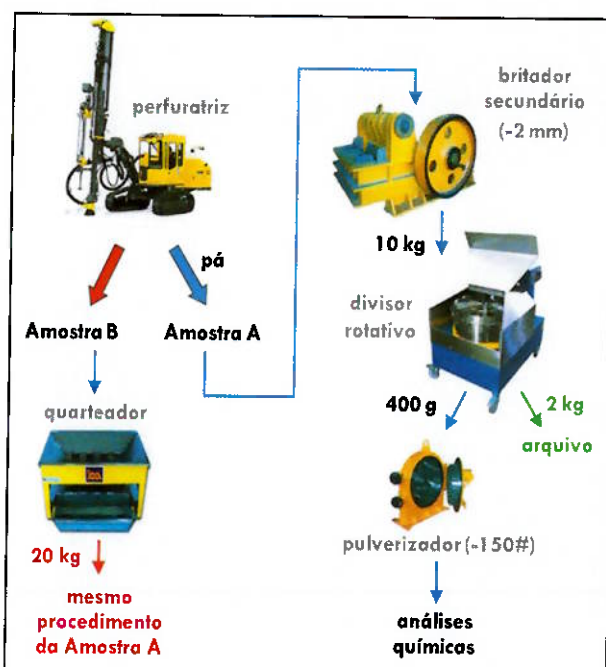 perfuratriz
pá
Amostra B
Amostra A
quarteador
20 kg
mesmo
procedimento
da Amostra A
britador
secundário
(-2 mm)
10 kg
divisor
rotativo
400 g
2 kg
arquivo
pulverizador (-150#)
análises
químicas